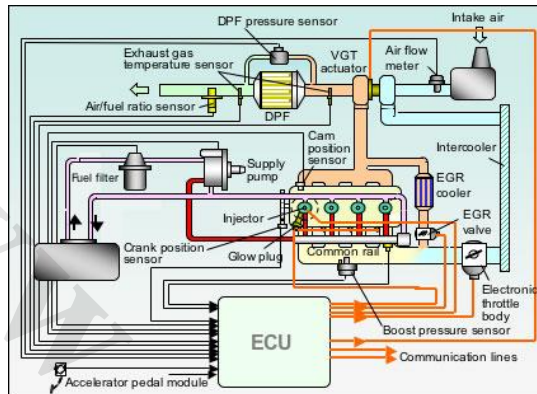 DPF pressure sensor
Intake air
Exhaust gas
temperature sensor
VGT
actuator
Air flow
meter
Air/fuel ratio sensor
DPF
Cam
position
sensor
Intercooler
Fuel filter
Supply
pump
EGR
cooler
Injector
EGR
valve
Crank position
sensor
Glow plug
Common rail
Electronic
throttle
body
Boost pressure sensor
ECU
Communication lines
Accelerator pedal module